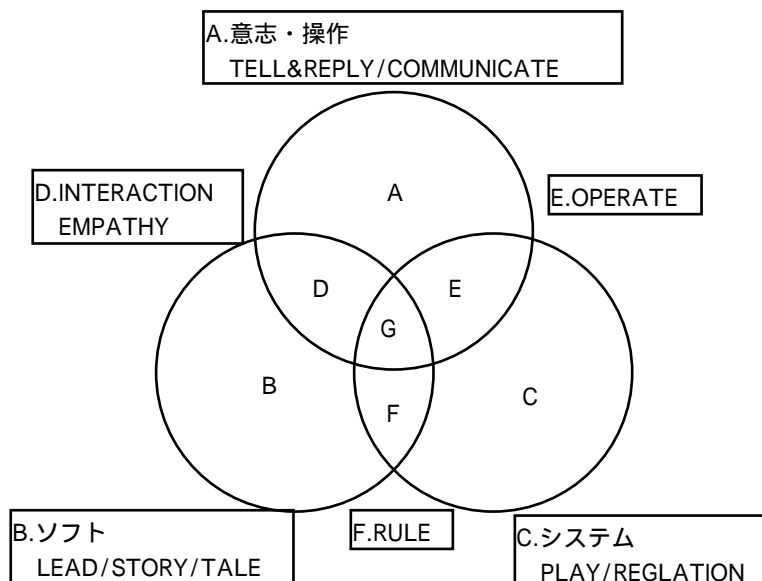 A.意志・操作
TELL&REPLY/COMMUNICATE
D.INTERACTION
EMPATHY
E.OPERATE
A
D
E
G
B
C
F
B.ソフト
LEAD/STORY/TALE
F.RULE
C.システム
PLAY/REGLATION